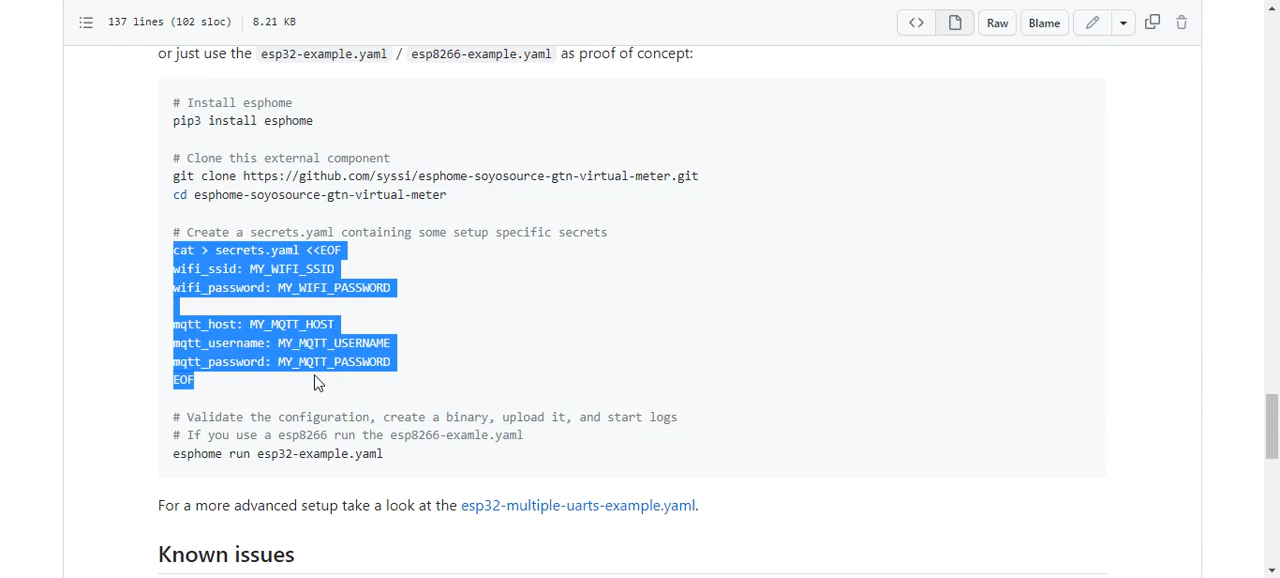 137 lines (102 sloc) 8.21 KB Raw Blame
or just use the esp32-example.yaml / esp8266-example.yaml as proof of concept:
# Install esphome
pip3 install esphome
# Clone this external component
git clone https://github.com/syssi/esphome-soyosource-gtn-virtual-meter.git
cd esphome-soyosource-gtn-virtual-meter
# Create a secrets.yaml containing some setup specific secrets
cat > secrets.yaml <<EOF
wifi_ssid: MY_WIFI_SSID
wifi_password: MY_WIFI_PASSWORD
mqtt_host: MY_MQTT_HOST
mqtt_username: MY_MQTT_USERNAME
mqtt_password: MY_MQTT_PASSWORD
EOF
# Validate the configuration, create a binary, upload it, and start logs
# If you use a esp8266 run the esp8266-examle.yaml
esphome run esp32-example.yaml
For a more advanced setup take a look at the esp32-multiple-uarts-example.yaml.
Known issues